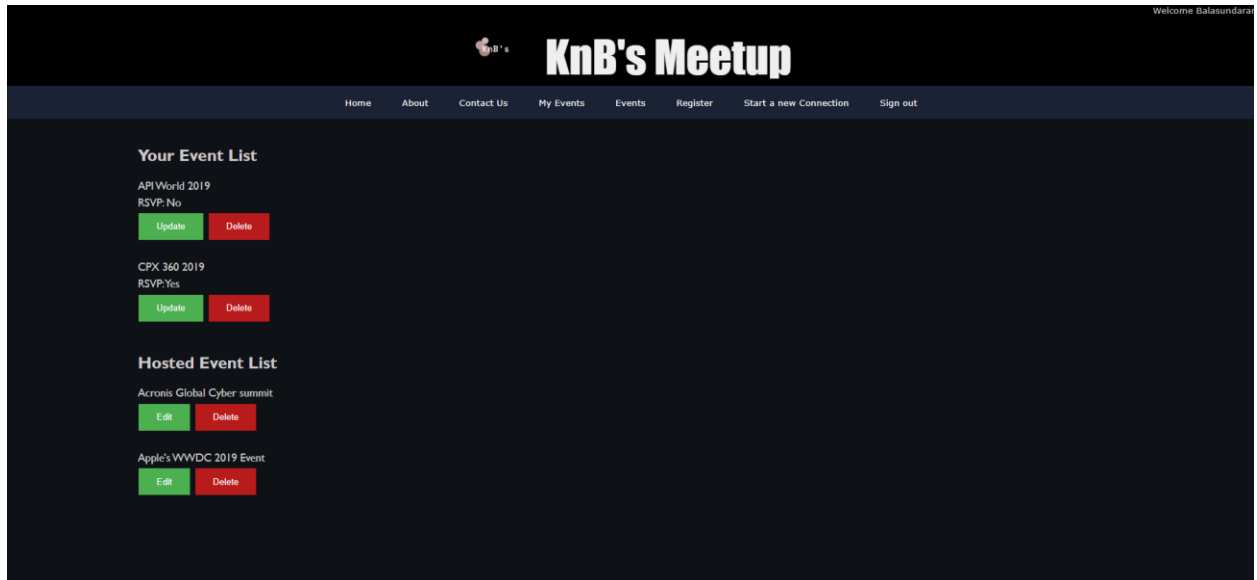 Welcome Balasundaran
KnB's
KnB's Meetup
Home About Contact Us My Events Events Register Start a new Connection Sign out
Your Event List
API World 2019
RSVP: No
Update Delete
CPX 360 2019
RSVP:Yes
Update Delete
Hosted Event List
Acronis Global Cyber summit
Edit Delete
Apple's WWDC 2019 Event
Edit Delete